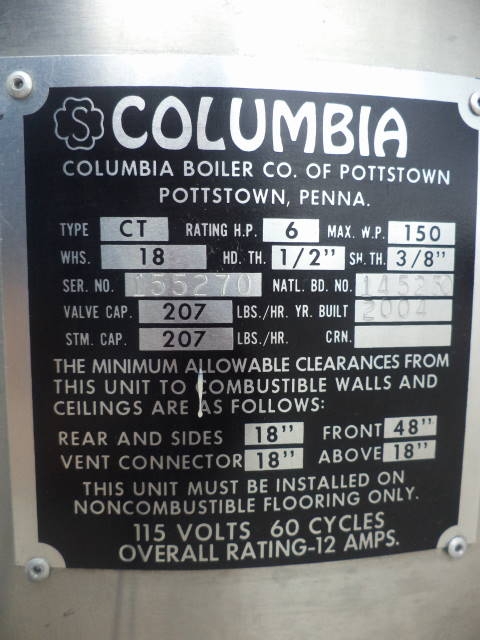 S COLUMBIA
COLUMBIA BOILER CO. OF POTTSTOWN
POTTSTOWN, PENNA.
TYPE CT RATING H.P. 6 MAX. W.P. 150
WHS. 18 HD. TH. 1/2" SH. TH. 3/8"
SER. NO. 155270 NATL. BD. NO.
VALVE CAP. 207 LBS./HR. YR. BUILT 2004
STM. CAP. 207 LBS./HR. CRN.
THE MINIMUM ALLOWABLE CLEARANCES FROM
THIS UNIT TO COMBUSTIBLE WALLS AND
CEILINGS ARE AS FOLLOWS:
REAR AND SIDES 18" FRONT 48"
VENT CONNECTOR 18" ABOVE 18"
THIS UNIT MUST BE INSTALLED ON
NONCOMBUSTIBLE FLOORING ONLY.
115 VOLTS 60 CYCLES
OVERALL RATING-12 AMPS.